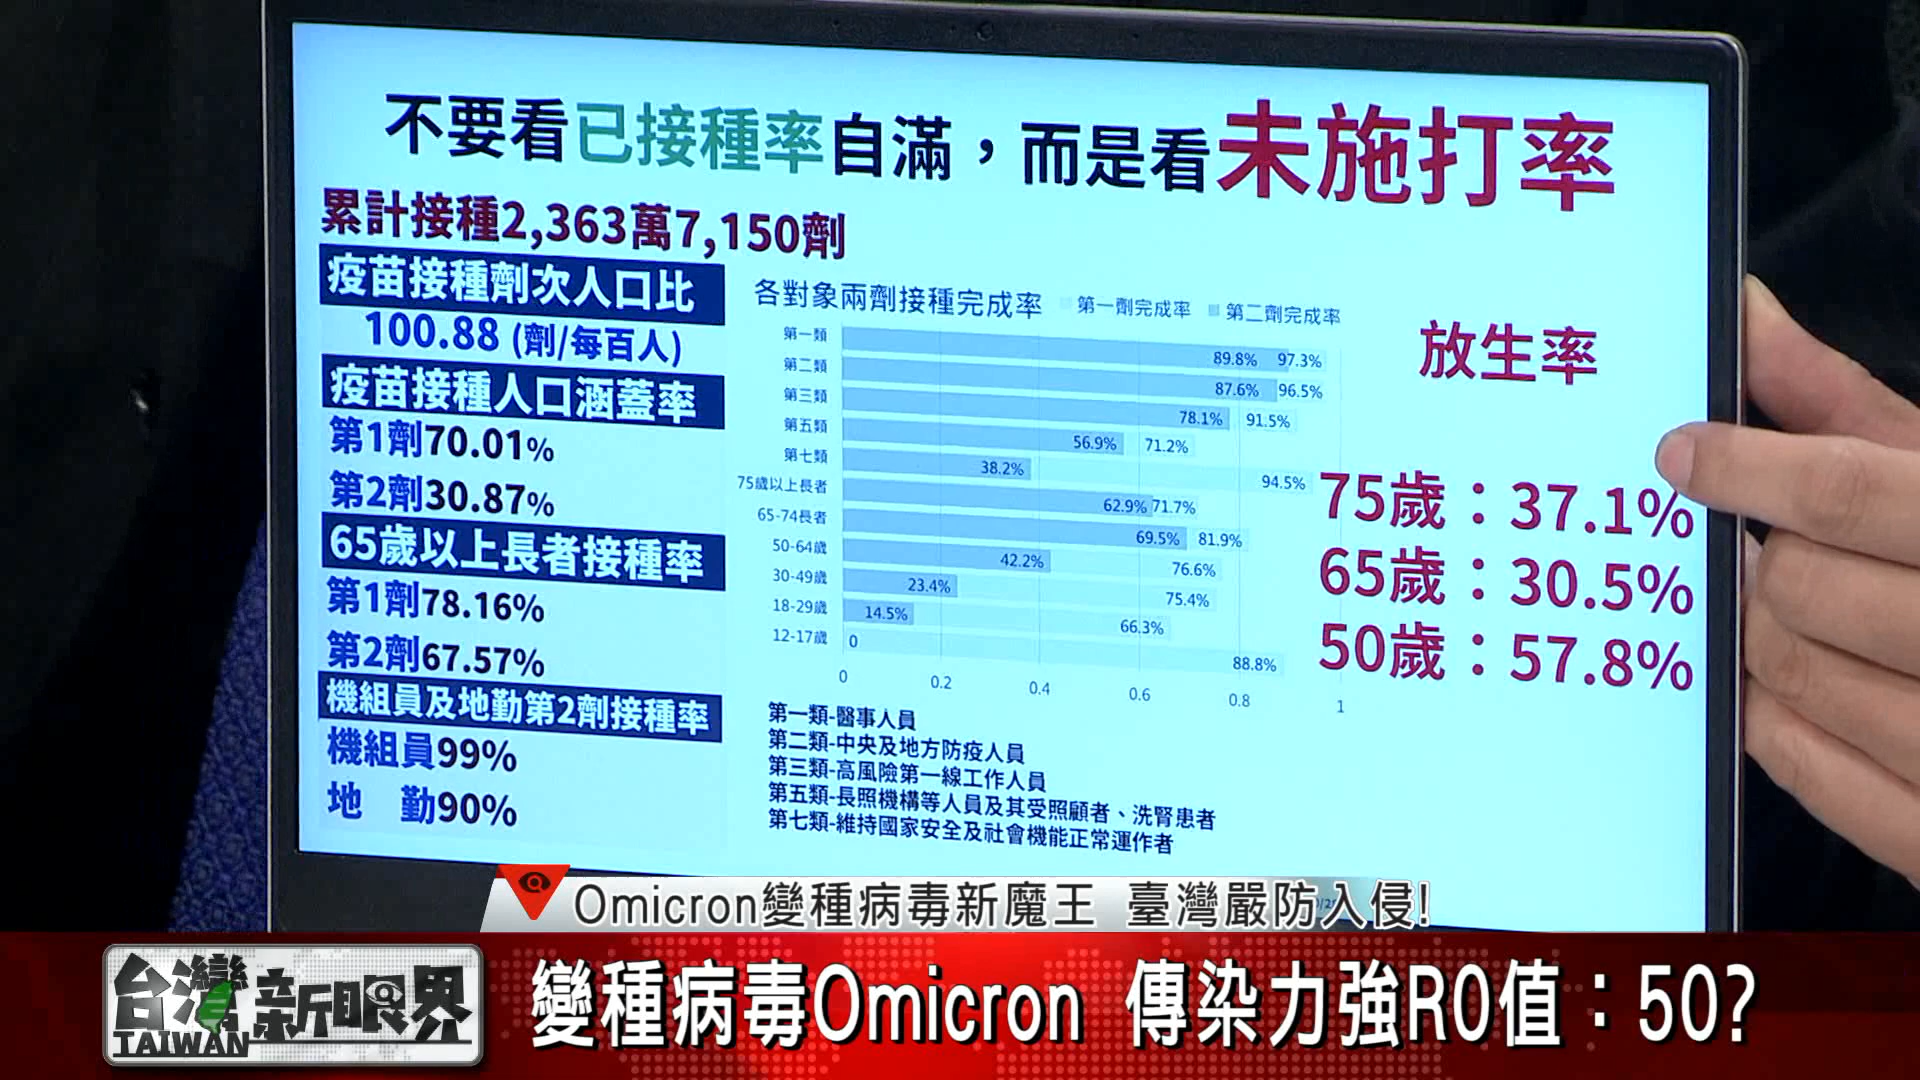 不要看已接種率自滿，而是看未施打率
累計接種2,363萬7,150劑
疫苗接種劑次人口比
100.88 (劑/每百人)
疫苗接種人口涵蓋率
第1劑70.01%
第2劑30.87%
65歲以上長者接種率
第1劑78.16%
第2劑67.57%
機組員及地勤第2劑接種率
機組員99%
地 勤90%
各對象兩劑接種完成率 第一劑完成率 第二劑完成率
第一類 89.8% 97.3%
第二類 87.6% 96.5%
第三類 78.1% 91.5%
第五類 56.9% 71.2%
第七類 38.2% 94.5%
75歲以上長者 62.9% 71.7%
65-74長者 69.5% 81.9%
50-64歲 42.2% 76.6%
30-49歲 23.4% 75.4%
18-29歲 14.5% 66.3%
12-17歲 0 88.8%
0 0.2 0.4 0.6 0.8 1
第一類-醫事人員
第二類-中央及地方防疫人員
第三類-高風險第一線工作人員
第五類-長照機構等人員及其受照顧者、洗腎患者
第七類-維持國家安全及社會機能正常運作者
放生率
75歲：37.1%
65歲：30.5%
50歲：57.8%
Omicron變種病毒新魔王 臺灣嚴防入侵!
台灣新眼界
TAIWAN
變種病毒Omicron 傳染力強R0值：50?